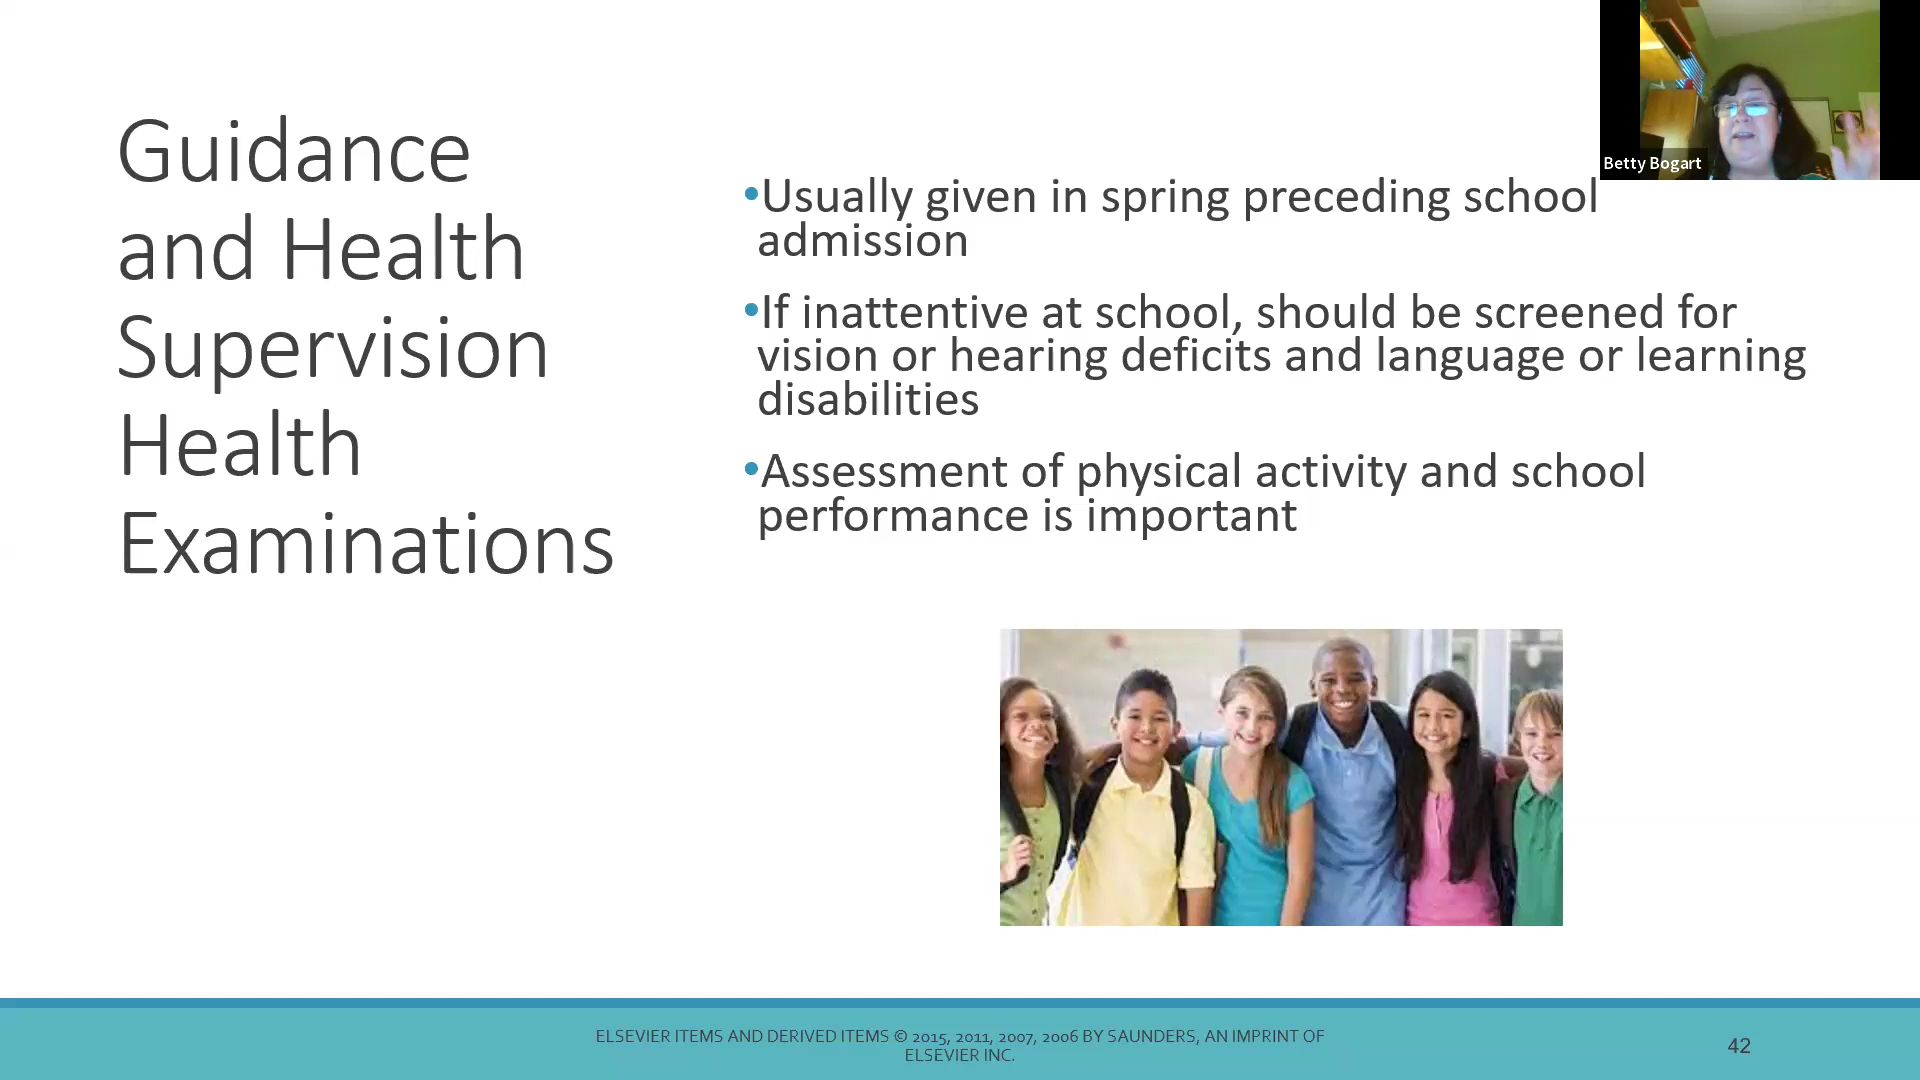 Guidance
and Health
Supervision
Health
Examinations
Betty Bogart
•Usually given in spring preceding school
admission
•If inattentive at school, should be screened for
vision or hearing deficits and language or learning
disabilities
•Assessment of physical activity and school
performance is important
ELSEVIER ITEMS AND DERIVED ITEMS © 2015, 2011, 2007, 2006 BY SAUNDERS, AN IMPRINT OF
ELSEVIER INC.
42